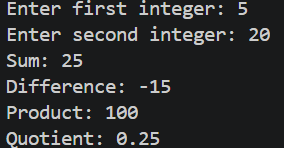 Enter first integer: 5
Enter second integer: 20
Sum: 25
Difference: -15
Product: 100
Quotient: 0.25